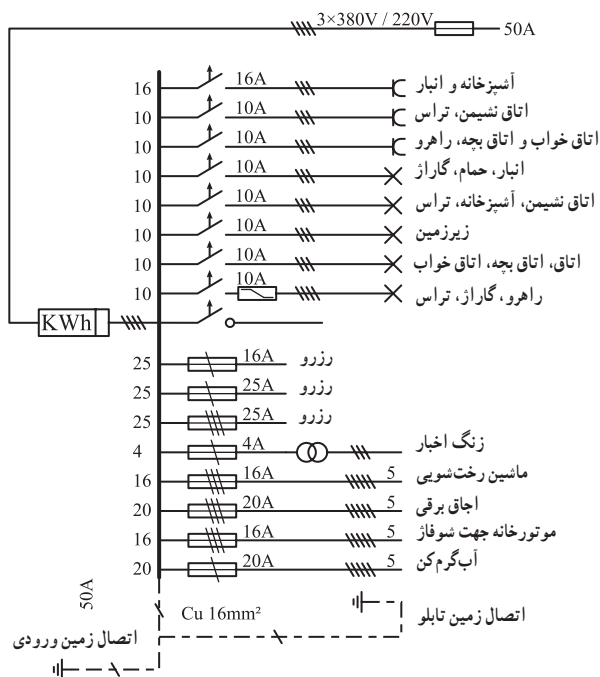 3×380V / 220V
50A
16 16A آشپزخانه و انبار
10 10A اتاق نشیمن، تراس
10 10A اتاق خواب و اتاق بچه، راهرو
10 10A انبار، حمام، گاراژ
10 10A اتاق نشیمن، آشپزخانه، تراس
10 10A زیرزمین
10 10A اتاق، اتاق بچه، اتاق خواب
10 10A راهرو، گاراژ، تراس
KWh
25 16A رزرو
25 25A رزرو
25 25A رزرو
4 4A زنگ اخبار
16 16A 5 ماشین رخت‌شویی
20 20A 5 اجاق برقی
16 16A 5 موتورخانه جهت شوفاژ
20 20A 5 آب‌گرم‌کن
50A
Cu 16mm²
اتصال زمین تابلو
اتصال زمین ورودی